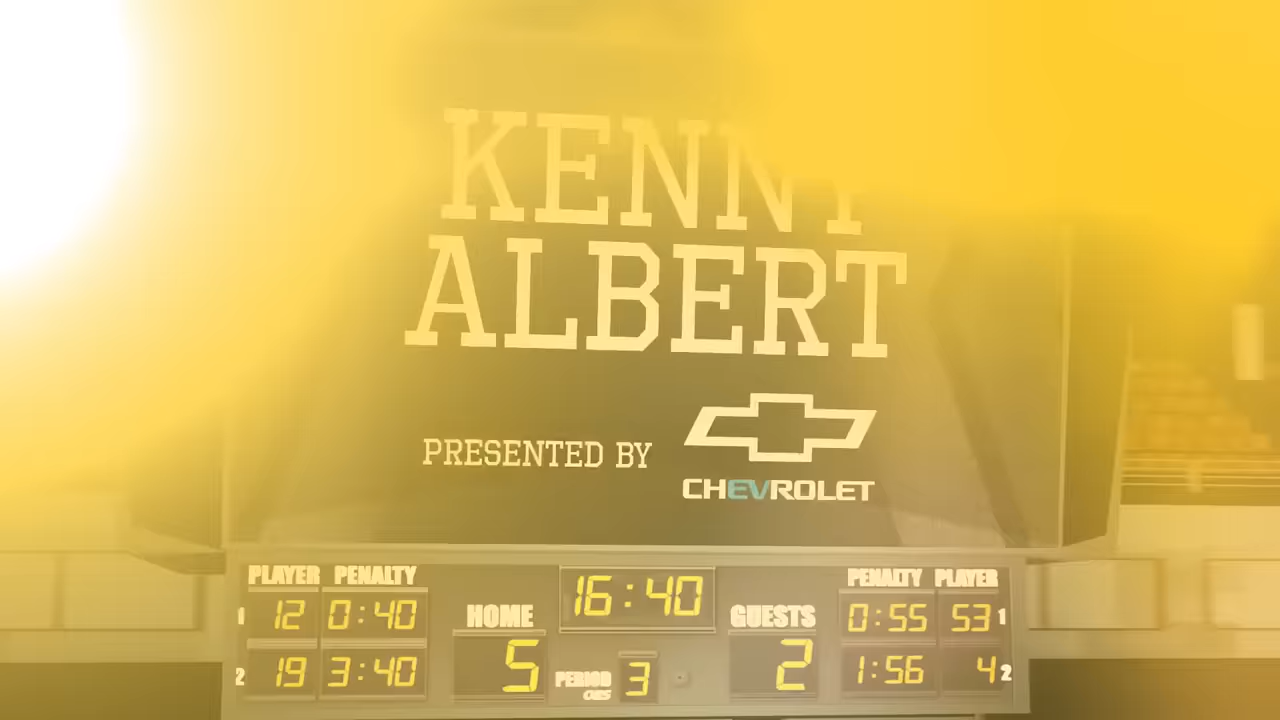 KENNY
ALBERT
PRESENTED BY
CHEVROLET
PLAYER PENALTY
PENALTY PLAYER
16:40
1 12 0:40
HOME
GUESTS
0:55 53 1
2 19 3:40
5
PERIOD
OES
3
2
1:56 4 2